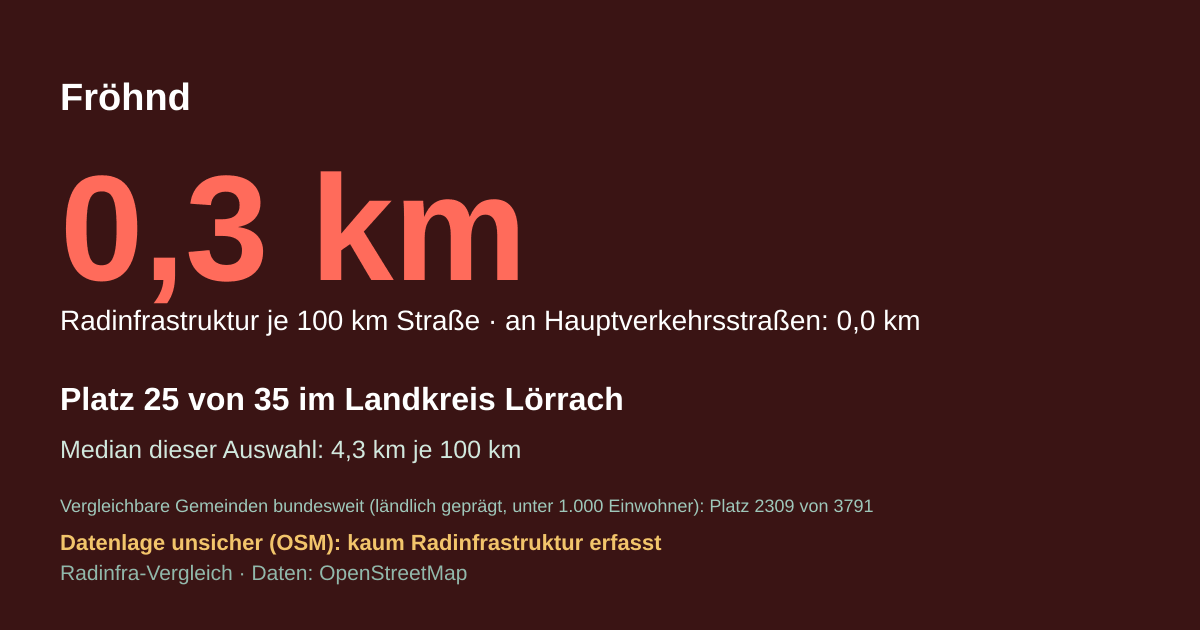 Fröhnd
0,3 km
Radinfrastruktur je 100 km Straße · an Hauptverkehrsstraßen: 0,0 km
Platz 25 von 35 im Landkreis Lörrach
Median dieser Auswahl: 4,3 km je 100 km
Vergleichbare Gemeinden bundesweit (ländlich geprägt, unter 1.000 Einwohner): Platz 2309 von 3791
Datenlage unsicher (OSM): kaum Radinfrastruktur erfasst
Radinfra-Vergleich · Daten: OpenStreetMap